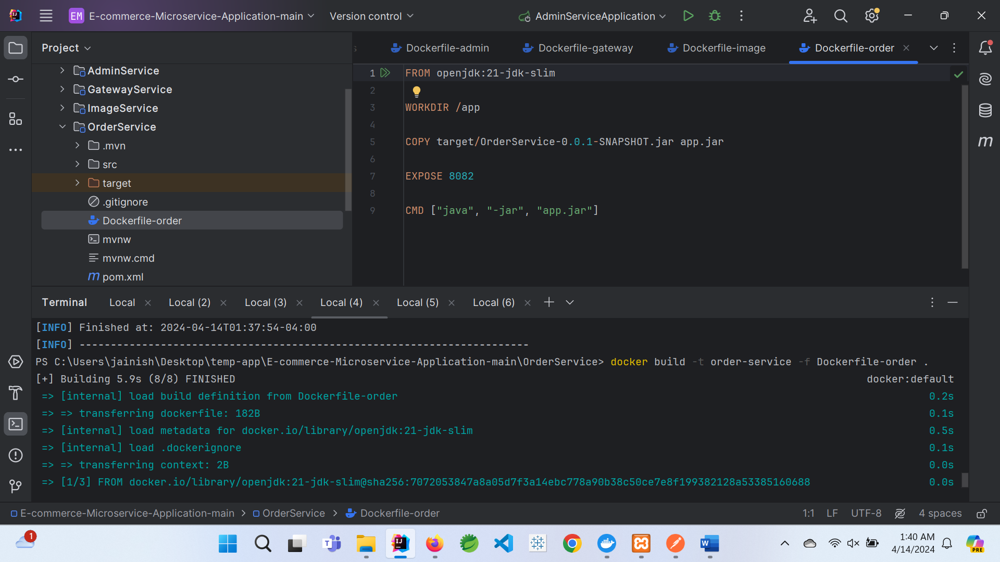 EM E-commerce-Microservice-Application-main Version control AdminServiceApplication
Project
Dockerfile-admin Dockerfile-gateway Dockerfile-image Dockerfile-order
AdminService
GatewayService
ImageService
OrderService
.mvn
src
target
.gitignore
Dockerfile-order
mvnw
mvnw.cmd
m pom.xml
1 FROM openjdk:21-jdk-slim
2
3 WORKDIR /app
4
5 COPY target/OrderService-0.0.1-SNAPSHOT.jar app.jar
6
7 EXPOSE 8082
8
9 CMD ["java", "-jar", "app.jar"]
m
Terminal Local Local (2) Local (3) Local (4) Local (5) Local (6)
[INFO] Finished at: 2024-04-14T01:37:54-04:00
[INFO] ------------------------------------------------------------------------
PS C:\Users\jainish\Desktop\temp-app\E-commerce-Microservice-Application-main\OrderService> docker build -t order-service -f Dockerfile-order .
[+] Building 5.9s (8/8) FINISHED docker:default
=> [internal] load build definition from Dockerfile-order 0.2s
=> => transferring dockerfile: 182B 0.1s
=> [internal] load metadata for docker.io/library/openjdk:21-jdk-slim 0.5s
=> [internal] load .dockerignore 0.1s
=> => transferring context: 2B 0.0s
=> [1/3] FROM docker.io/library/openjdk:21-jdk-slim@sha256:7072053847a8a05d7f3a14ebc778a90b38c50ce7e8f199382128a53385160688 0.0s
E-commerce-Microservice-Application-main > OrderService > Dockerfile-order 1:1 LF UTF-8 4 spaces
1
1:40 AM
4/14/2024
PRE